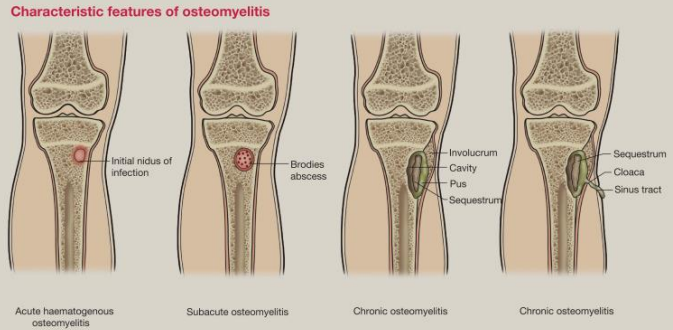 Characteristic features of osteomyelitis
Initial nidus of
infection
Brodies
abscess
Involucrum
Cavity
Pus
Sequestrum
Sequestrum
Cloaca
Sinus tract
Acute haematogenous
osteomyelitis
Subacute osteomyelitis
Chronic osteomyelitis
Chronic osteomyelitis